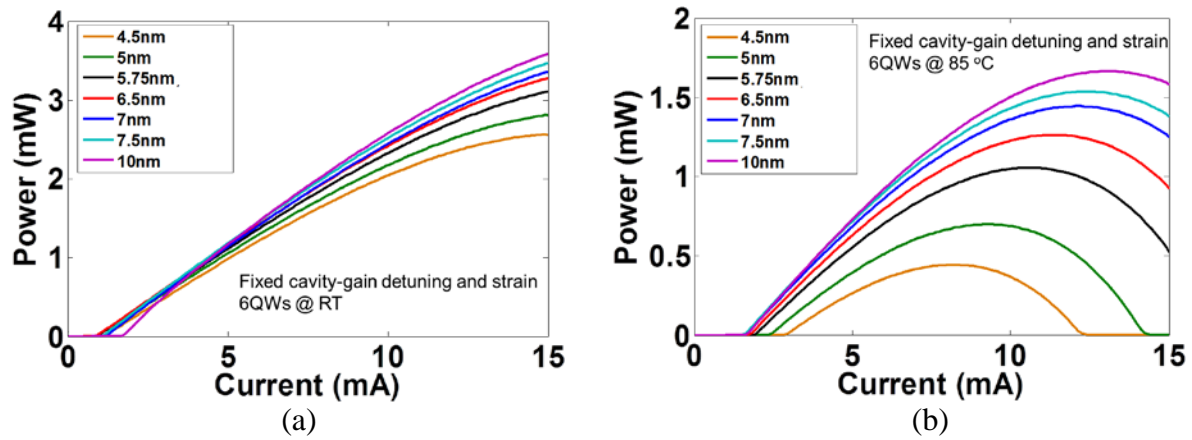 4
3
2
1
0
Power (mW)
4.5nm
5nm
5.75nm
6.5nm
7nm
7.5nm
10nm
Fixed cavity-gain detuning and strain
6QWs @ RT
0 5 10 15
Current (mA)
(a)
2
1.5
1
0.5
0
Power (mW)
4.5nm
5nm
5.75nm
6.5nm
7nm
7.5nm
10nm
Fixed cavity-gain detuning and strain
6QWs @ 85 °C
0 5 10 15
Current (mA)
(b)